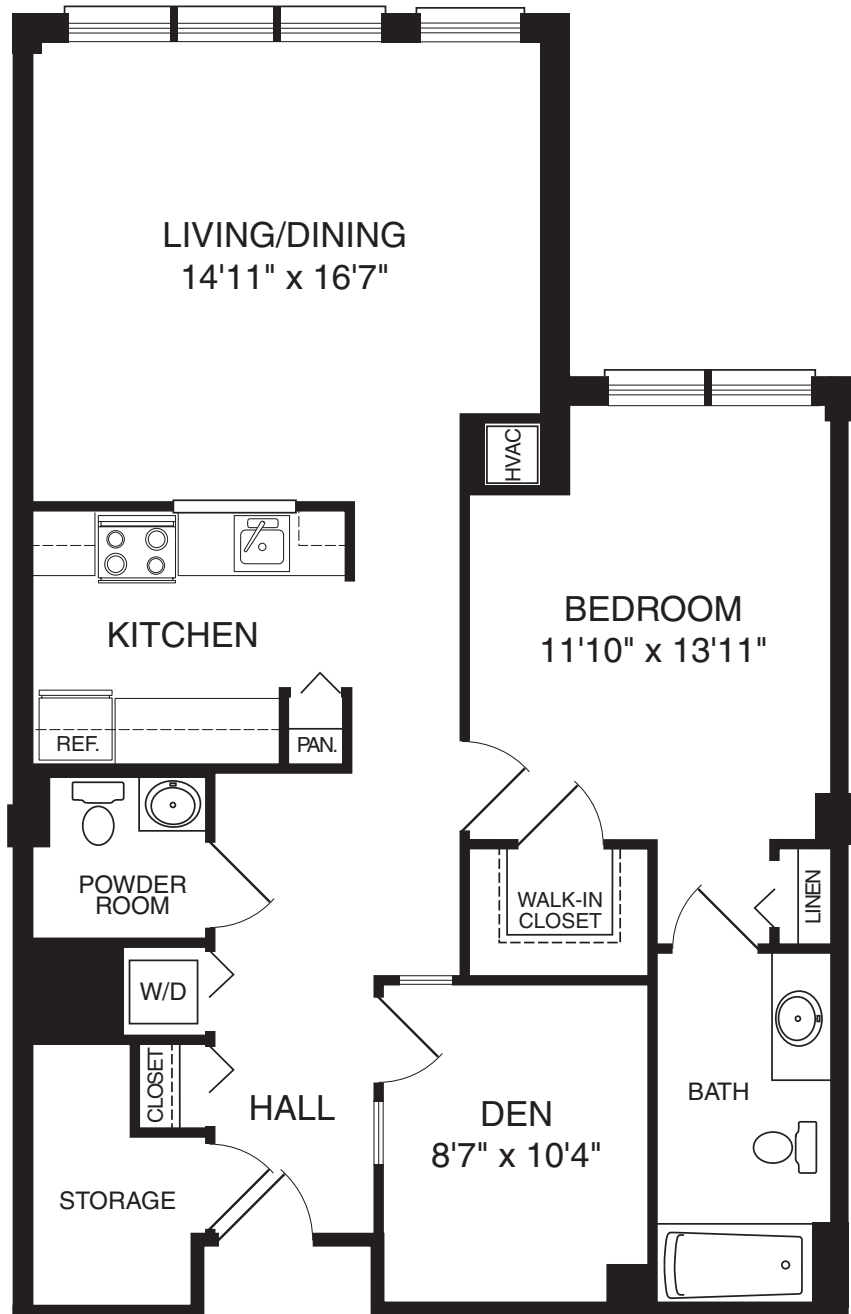 LIVING/DINING
14'11" x 16'7"
HVAC
BEDROOM
11'10" x 13'11"
KITCHEN
REF.
PAN.
POWDER
ROOM
WALK-IN
CLOSET
LINEN
W/D
CLOSET
HALL
DEN
8'7" x 10'4"
BATH
STORAGE